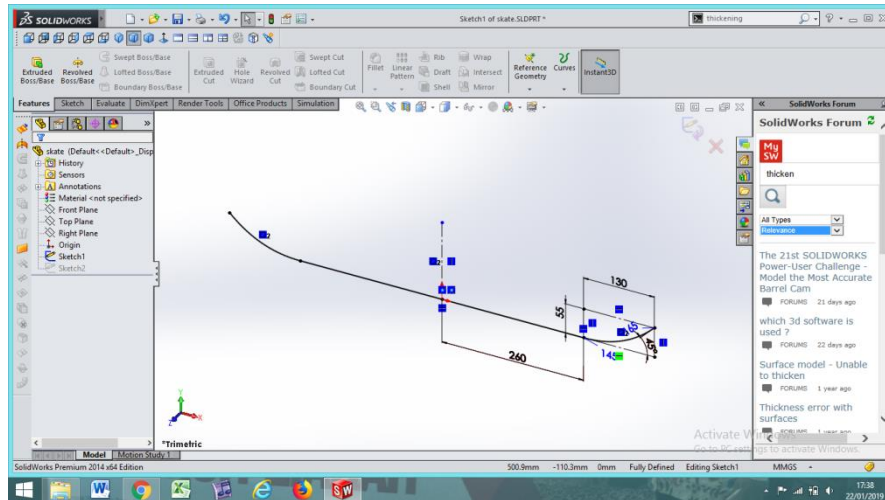 SOLIDWORKS
Sketch1 of skate.SLDPRT *
thickening
Extruded Boss/Base
Revolved Boss/Base
Swept Boss/Base
Lofted Boss/Base
Boundary Boss/Base
Extruded Cut
Hole Wizard
Revolved Cut
Swept Cut
Lofted Cut
Boundary Cut
Fillet
Linear Pattern
Rib
Draft
Shell
Wrap
Intersect
Mirror
Reference Geometry
Curves
Instant3D
Features Sketch Evaluate DimXpert Render Tools Office Products Simulation
skate (Default<<Default>_Disp
History
Sensors
Annotations
Material <not specified>
Front Plane
Top Plane
Right Plane
Origin
Sketch1
Sketch2
130
55
65
45°
145
260
Y
X
Z
*Trimetric
Model Motion Study 1
SolidWorks Forum
SolidWorks Forum
My SW
thicken
All Types
Relevance
The 21st SOLIDWORKS
Power-User Challenge -
Model the Most Accurate
Barrel Cam
FORUMS 21 days ago
which 3d software is
used ?
FORUMS 22 days ago
Surface model - Unable
to thicken
FORUMS 1 year ago
Thickness error with
surfaces
FORUMS 1 year ago
Activate Windows
Go to PC settings to activate Windows.
SolidWorks Premium 2014 x64 Edition
500.9mm -110.3mm 0mm Fully Defined Editing Sketch1 MMGS
17:38
22/01/2019